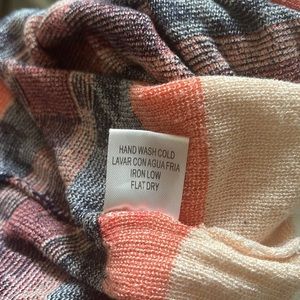 HAND WASH COLD
LAVAR CON AGUA FRIA
IRON LOW
FLAT DRY